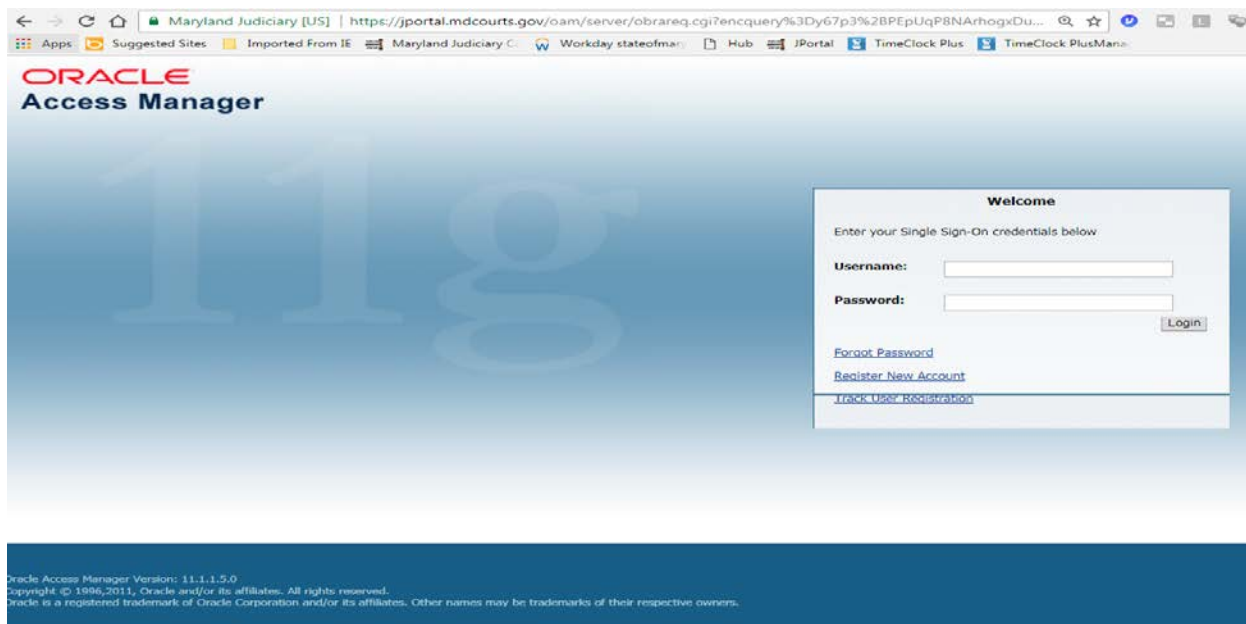 Maryland Judiciary [US] | https://jportal.mdcourts.gov/oam/server/obrareq.cgi?encquery%3Dy67p3%2BPEpUqP8NArhogxDu...
Apps Suggested Sites Imported From IE Maryland Judiciary C Workday stateofmar Hub JPortal TimeClock Plus TimeClock PlusMana
ORACLE
Access Manager
11g
Welcome
Enter your Single Sign-On credentials below
Username:
Password:
Login
Forgot Password
Register New Account
Track User Registration
Oracle Access Manager Version: 11.1.1.5.0
Copyright © 1996,2011, Oracle and/or its affiliates. All rights reserved.
Oracle is a registered trademark of Oracle Corporation and/or its affiliates. Other names may be trademarks of their respective owners.